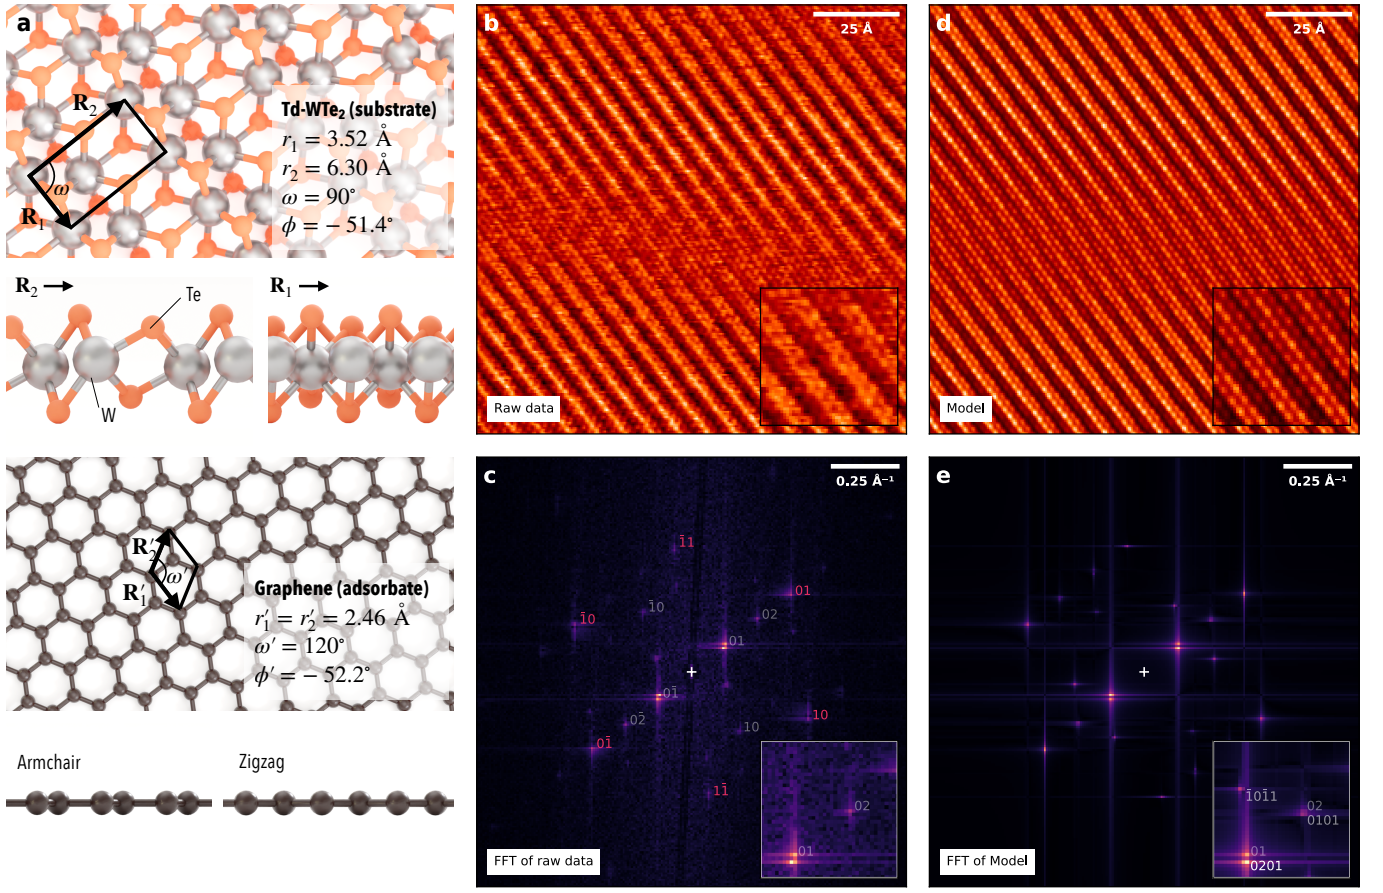 a
R₂
ω
R₁
Td-WTe₂ (substrate)
r₁ = 3.52 Å
r₂ = 6.30 Å
ω = 90°
ϕ = − 51.4°
R₂
R₁
Te
W
R′₂
ω′
R′₁
Graphene (adsorbate)
r′₁ = r′₂ = 2.46 Å
ω′ = 120°
ϕ′ = − 52.2°
Armchair
Zigzag
b
25 Å
Raw data
c
0.25 Å⁻¹
1̄1
01
1̄0
1̄0
02
01
01̄
02̄
10
10
01̄
11̄
02
01
FFT of raw data
d
25 Å
Model
e
0.25 Å⁻¹
1̄01̄1
02
0101
01
0201
FFT of Model